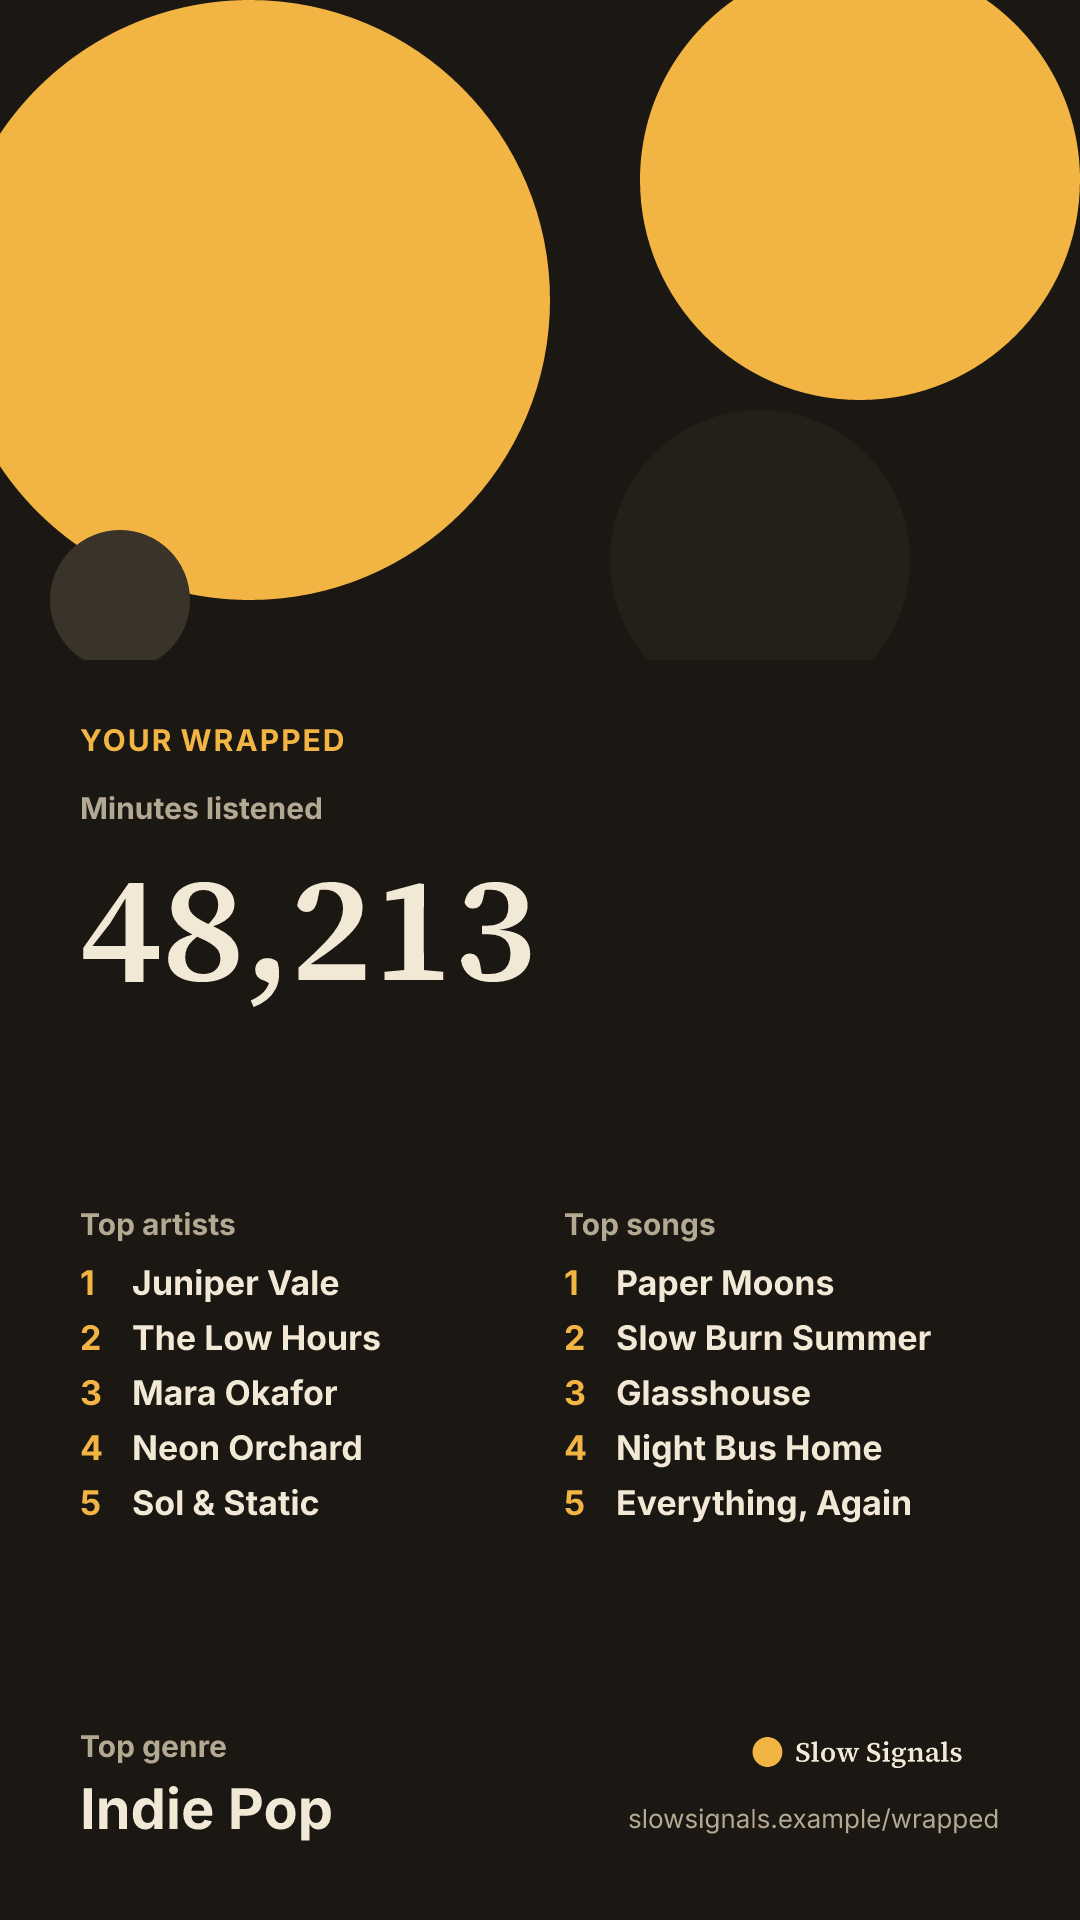 YOUR WRAPPED
Minutes listened
48,213
Top artists
1 Juniper Vale
2 The Low Hours
3 Mara Okafor
4 Neon Orchard
5 Sol & Static
Top songs
1 Paper Moons
2 Slow Burn Summer
3 Glasshouse
4 Night Bus Home
5 Everything, Again
Top genre
Indie Pop
Slow Signals
slowsignals.example/wrapped